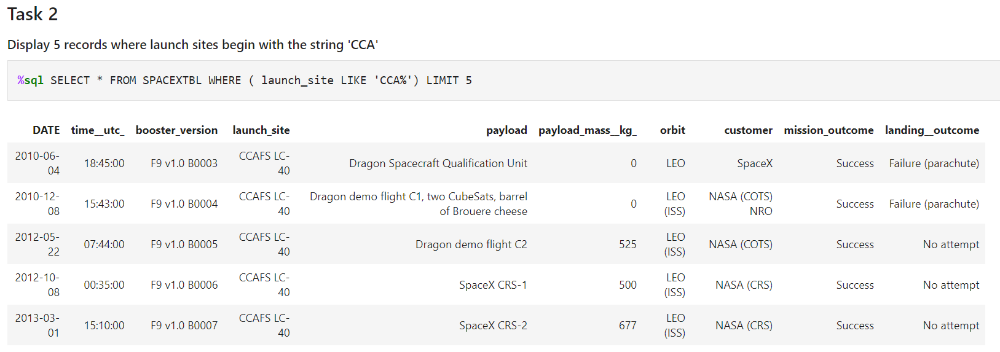 Task 2
Display 5 records where launch sites begin with the string 'CCA'
%sql SELECT * FROM SPACEXTBL WHERE ( launch_site LIKE 'CCA%') LIMIT 5
DATE time__utc_ booster_version launch_site payload payload_mass__kg_ orbit customer mission_outcome landing__outcome
2010-06-04 18:45:00 F9 v1.0 B0003 CCAFS LC-40 Dragon Spacecraft Qualification Unit 0 LEO SpaceX Success Failure (parachute)
2010-12-08 15:43:00 F9 v1.0 B0004 CCAFS LC-40 Dragon demo flight C1, two CubeSats, barrel of Brouere cheese 0 LEO (ISS) NASA (COTS) NRO Success Failure (parachute)
2012-05-22 07:44:00 F9 v1.0 B0005 CCAFS LC-40 Dragon demo flight C2 525 LEO (ISS) NASA (COTS) Success No attempt
2012-10-08 00:35:00 F9 v1.0 B0006 CCAFS LC-40 SpaceX CRS-1 500 LEO (ISS) NASA (CRS) Success No attempt
2013-03-01 15:10:00 F9 v1.0 B0007 CCAFS LC-40 SpaceX CRS-2 677 LEO (ISS) NASA (CRS) Success No attempt